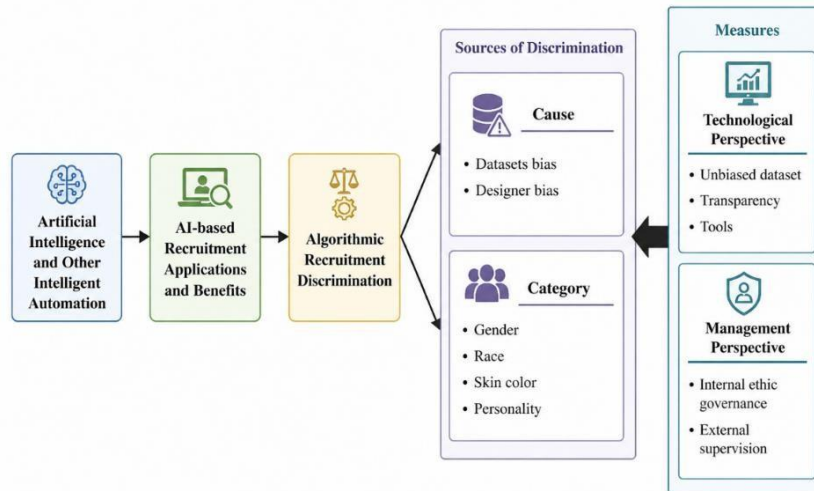 Artificial
Intelligence
and Other
Intelligent
Automation
AI-based
Recruitment
Applications
and Benefits
Algorithmic
Recruitment
Discrimination
Sources of Discrimination
Cause
• Datasets bias
• Designer bias
Category
• Gender
• Race
• Skin color
• Personality
Measures
Technological
Perspective
• Unbiased dataset
• Transparency
• Tools
Management
Perspective
• Internal ethic
governance
• External
supervision